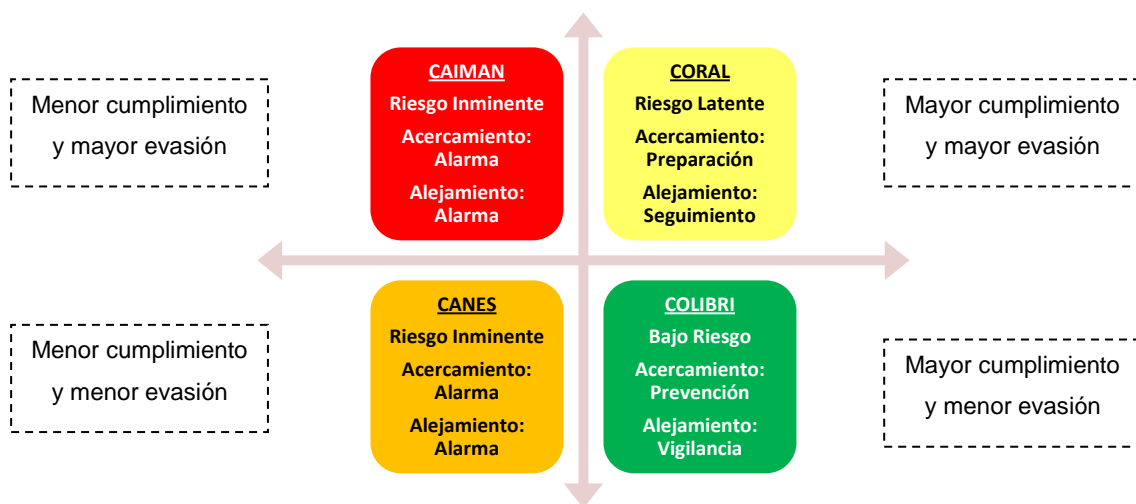 Menor cumplimiento
y mayor evasión
CAIMAN
Riesgo Inminente
Acercamiento:
Alarma
Alejamiento:
Alarma
CORAL
Riesgo Latente
Acercamiento:
Preparación
Alejamiento:
Seguimiento
Mayor cumplimiento
y mayor evasión
Menor cumplimiento
y menor evasión
CANES
Riesgo Inminente
Acercamiento:
Alarma
Alejamiento:
Alarma
COLIBRI
Bajo Riesgo
Acercamiento:
Prevención
Alejamiento:
Vigilancia
Mayor cumplimiento
y menor evasión